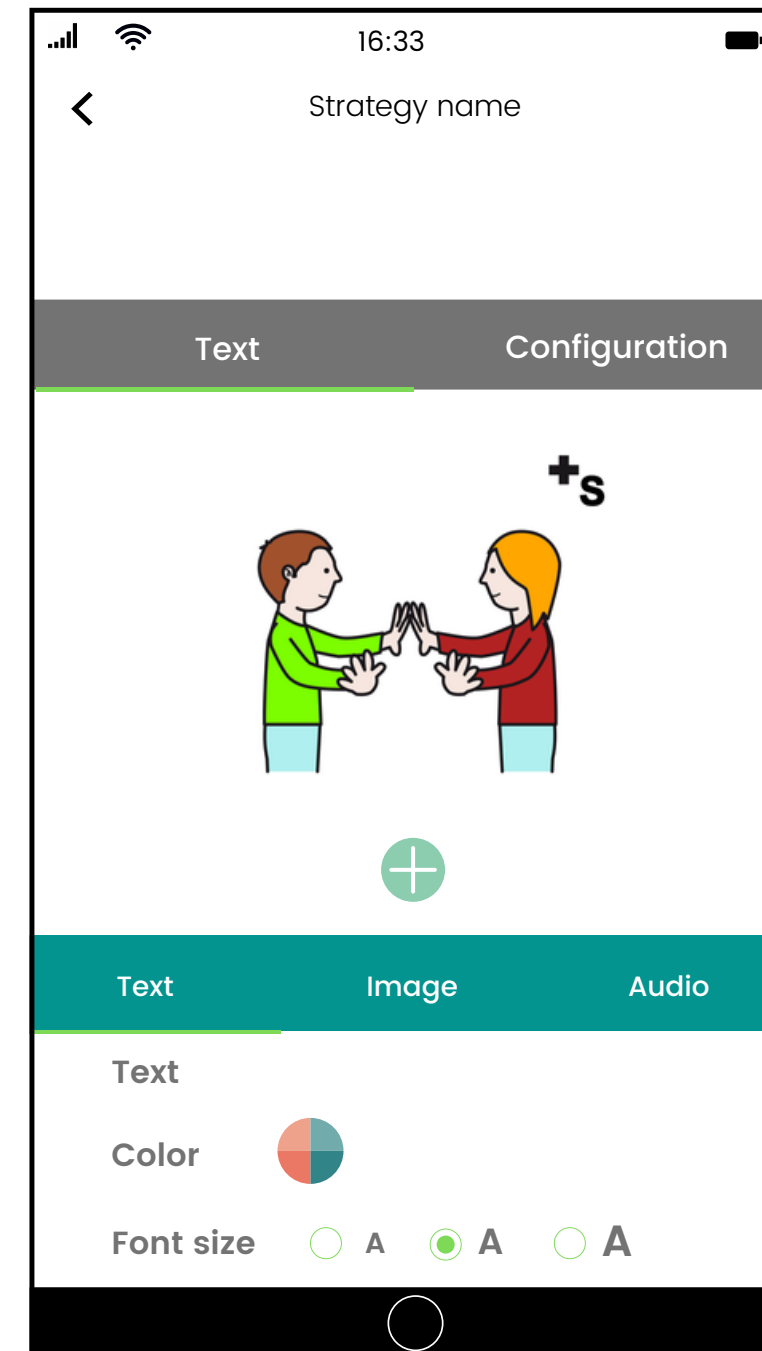 16:33
Strategy name
Text Configuration
+s
Text Image Audio
Text
Color
Font size A A A